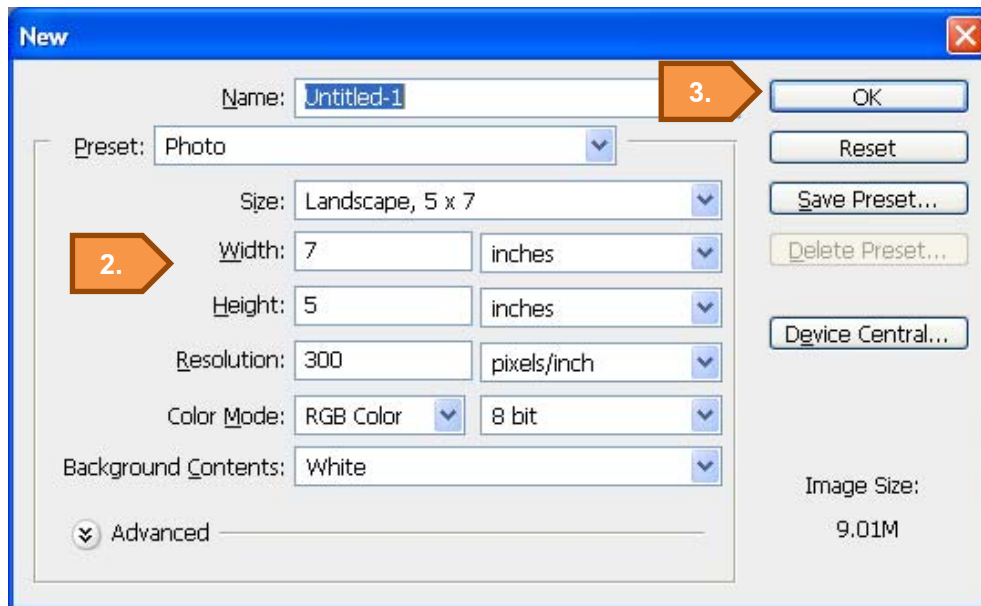 New
Name: Untitled-1
3.
OK
Preset: Photo
Reset
Size: Landscape, 5 x 7
Save Preset...
2.
Width: 7 inches
Delete Preset...
Height: 5 inches
Device Central...
Resolution: 300 pixels/inch
Color Mode: RGB Color 8 bit
Background Contents: White
Image Size:
9.01M
Advanced